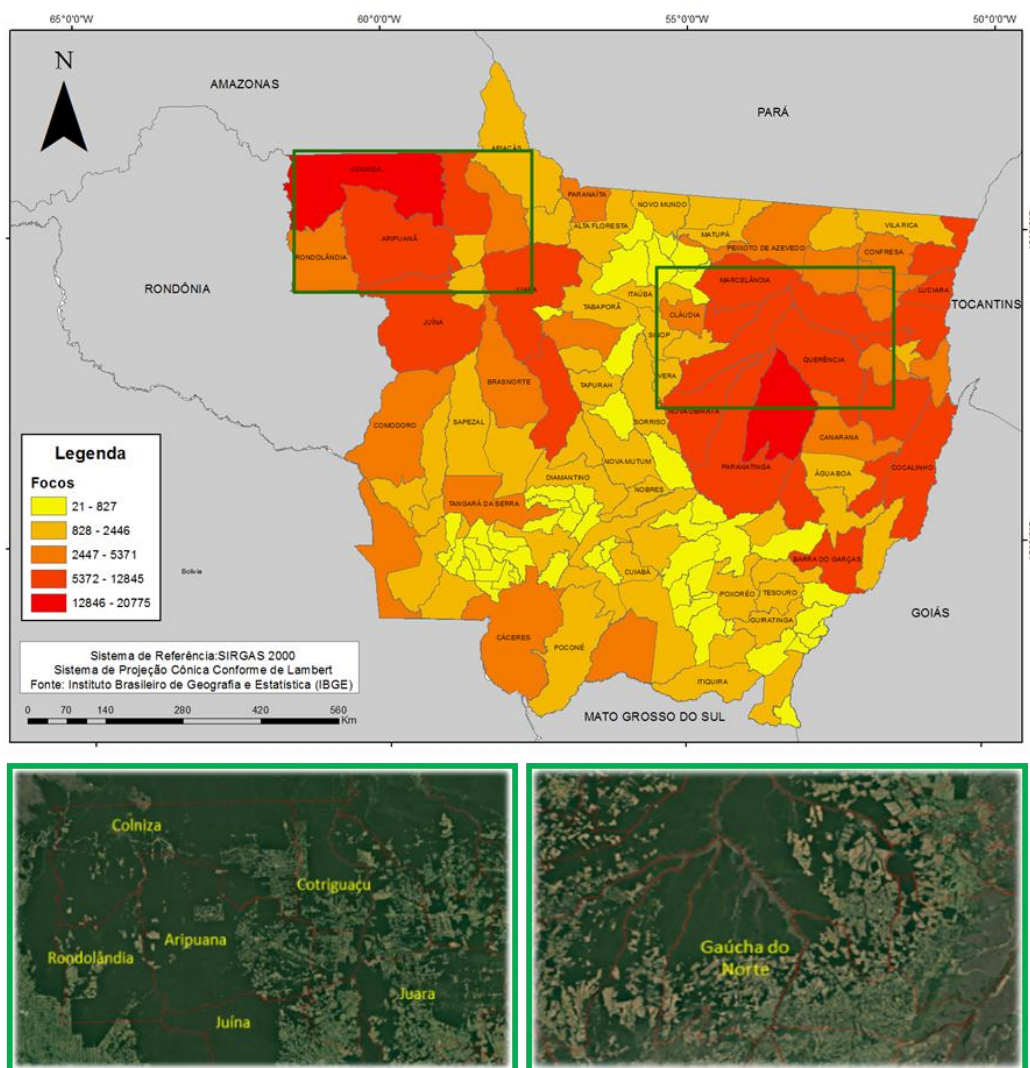 65°0'0"W
60°0'0"W
55°0'0"W
50°0'0"W
N
AMAZONAS
PARÁ
APIACÁS
COLNIZA
PARANAÍTA
NOVO MUNDO
ALTA FLORESTA
MATUPÁ
VILA RICA
ARIPUANÃ
PEIXOTO DE AZEVEDO
CONFRESA
RONDOLÂNDIA
MARCELÂNDIA
RONDÔNIA
JUARA
ITAÚBA
LUCIARA
TABAPORÃ
CLÁUDIA
TOCANTINS
JUÍNA
SINOP
QUERÊNCIA
BRASNORTE
TAPURAH
VERA
COMODORO
SAPEZAL
SORRISO
NOVA UBIRATÃ
CANARANA
NOVA MUTUM
PARANATINGA
COCALINHO
DIAMANTINO
ÁGUA BOA
NOBRES
TANGARÁ DA SERRA
BARRA DO GARÇAS
Bolívia
CUIABÁ
POXORÉO
TESOURO
GOIÁS
GUIRATINGA
CÁCERES
POCONÉ
ITIQUIRA
MATO GROSSO DO SUL
Legenda
Focos
21 - 827
828 - 2446
2447 - 5371
5372 - 12845
12846 - 20775
Sistema de Referência:SIRGAS 2000
Sistema de Projeção Cônica Conforme de Lambert
Fonte: Instituto Brasileiro de Geografia e Estatística (IBGE)
0 70 140 280 420 560
Km
Colniza
Cotriguaçu
Aripuana
Rondolândia
Juara
Juína
Gaúcha do
Norte